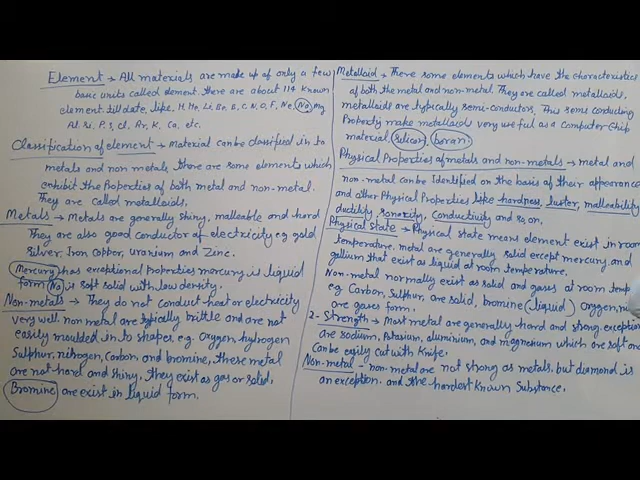 Element → All materials are make up of only a few
basic units called element. there are about 114 known
element till date, like, H, He, Li, Be, B, C, N, O, F, Ne, Na, mg
Al, Si, P, S, Cl, Ar, K, Ca, etc.
Classification of element → Material can be classified in to
metals and non metals, there are some elements which
exhibit the Properties of both metal and non-metal.
They are called metalloids.
Metals → Metals are generally shiny, malleable and hard
They are also good conductor of electricity e.g gold
Silver, Iron Copper, uranium and Zinc.
Mercury has exceptional properties mercury is liquid
form Na is soft solid with low density.
Non-metals → They do not conduct heat or electricity
very well. non metal are typically brittle and are not
easily moulded in to shapes e.g. oxygen, hydrogen
Sulphur, nitrogen, Carbon, and bromine, these metal
are not hard and shiny. They exist as gas or solid,
Bromine are exist in liquid form.
Metalloid → There some elements which have the characteristics
of both the metal and non-metal. They are called metalloids.
metalloids are typically semi-conductors, This some conducting
Property make metalloid very useful as a Computer chip
material silicon, boran.
Physical Properties of metals and non-metals → metal and
non-metal can be Identified on the basis of their appearance
and other Physical Properties like hardness, luster, malleability
ductility, sonority, Conductivity and so on,
Physical State → Physical state means element exist in room
temperature. metal are generally solid except mercury and
gallium that exist as liquid at room temperature.
Non-metal normally exist as solid and gases at room temp
e.g Carbon, Sulphur, are solid, bromine (liquid) oxygen,
are gases form.
2- Strength → Most metal are generally hard and strong, exception
are sodium, Potassium, aluminium, and magnesium which are soft and
Can be easily cut with Knife.
Non-metal - non-metal are not strong as metals, but diamond is
an exception. and the hardest Known Substance.